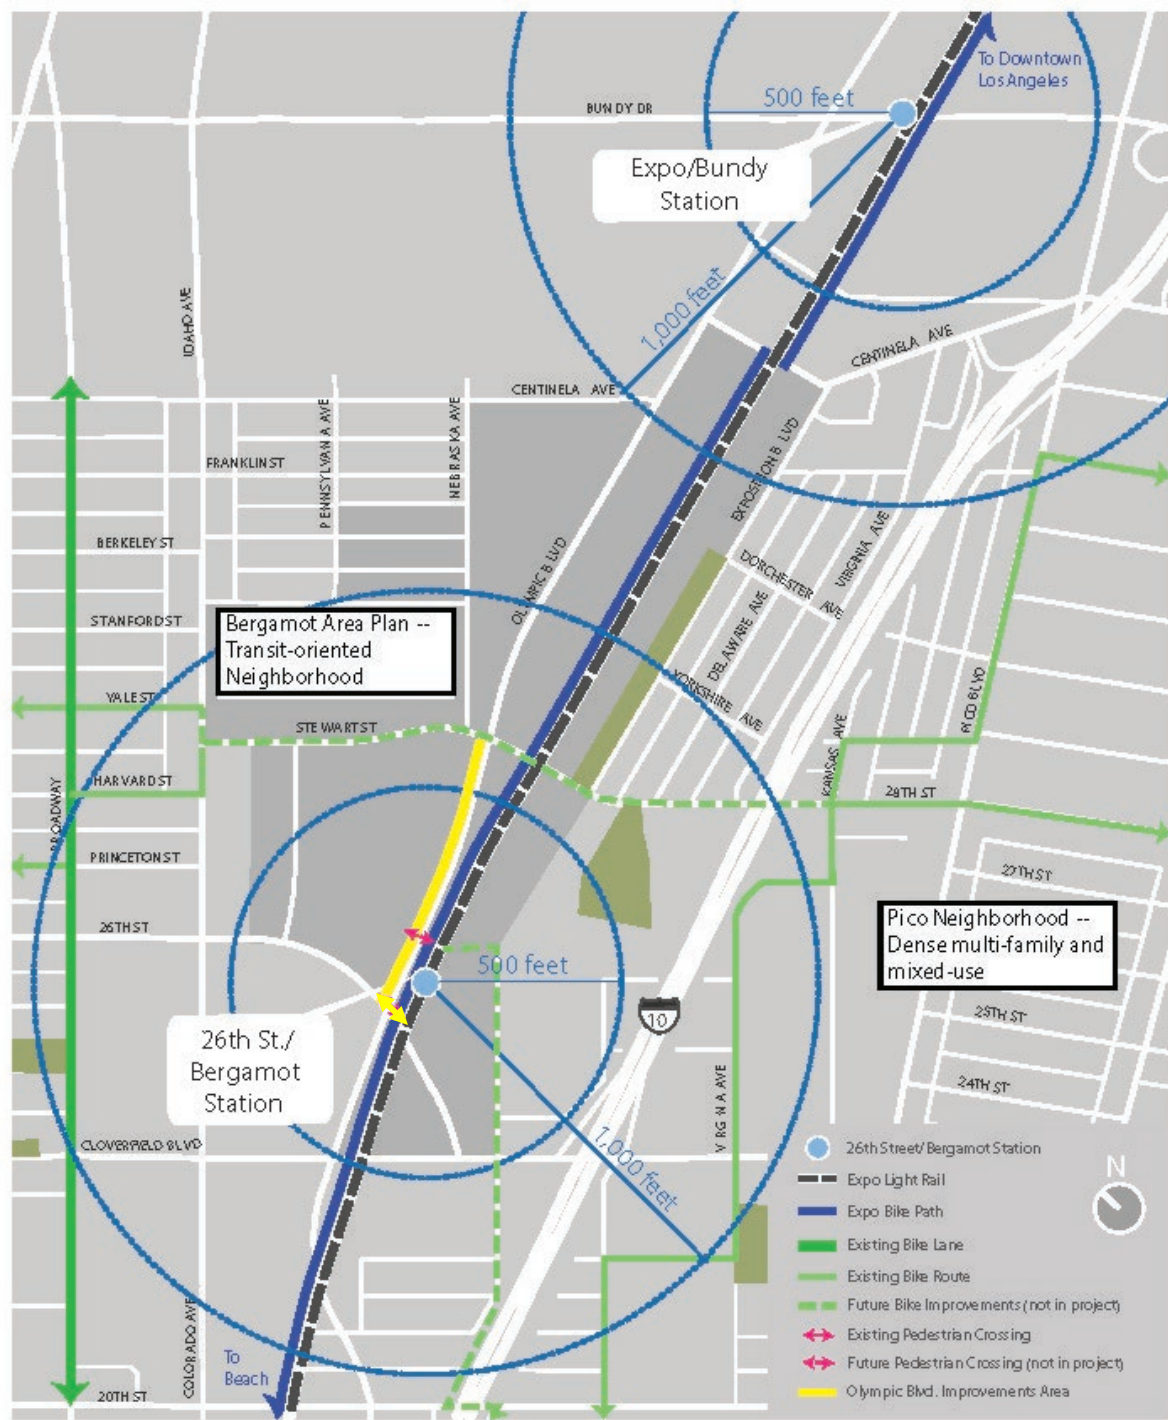 To Downtown
Los Angeles
500 feet
BUNDY DR
Expo/Bundy
Station
1,000 feet
IDAHO AVE
CENTINELA AVE
CENTINELA AVE
PENNSYLVANIA AVE
NEBRASKA AVE
FRANKLIN ST
EXPOSITION BLVD
BERKELEY ST
OLYMPIC BLVD
DORCHESTER AVE
VIRGINIA AVE
STANFORD ST
Bergamot Area Plan --
Transit-oriented
Neighborhood
DELAWARE AVE
YORKSHIRE AVE
YALE ST
STEWART ST
PICO BLVD
KANSAS AVE
HARVARD ST
28TH ST
BROADWAY
PRINCETON ST
27TH ST
26TH ST
Pico Neighborhood --
Dense multi-family and
mixed-use
500 feet
10
25TH ST
26th St./
Bergamot
Station
24TH ST
VIRGINIA AVE
CLOVERFIELD BLVD
1,000 feet
N
26th Street/Bergamot Station
Expo Light Rail
Expo Bike Path
Existing Bike Lane
Existing Bike Route
Future Bike Improvements (not in project)
Existing Pedestrian Crossing
Future Pedestrian Crossing (not in project)
Olympic Blvd. Improvements Area
COLORADO AVE
To
Beach
20TH ST